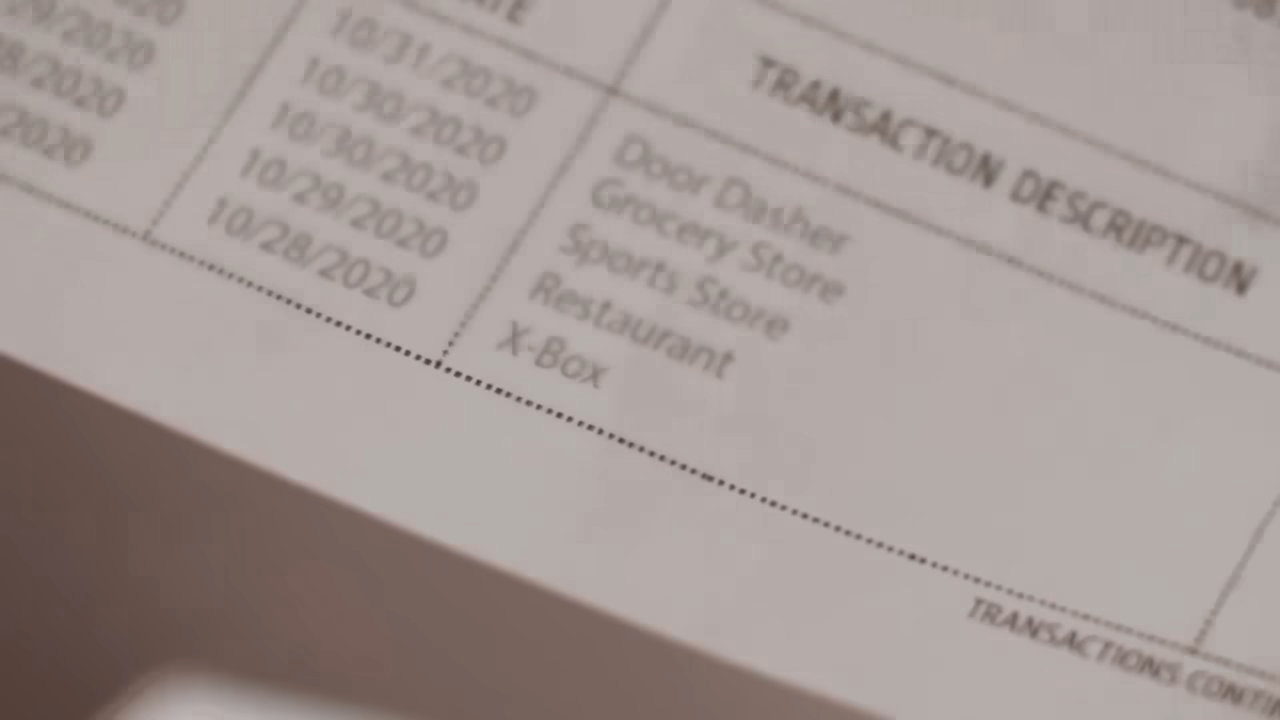 TRANSACTION DESCRIPTION
10/31/2020 Door Dasher
10/30/2020 Grocery Store
10/30/2020 Sports Store
10/29/2020 Restaurant
10/28/2020 X-Box
TRANSACTIONS